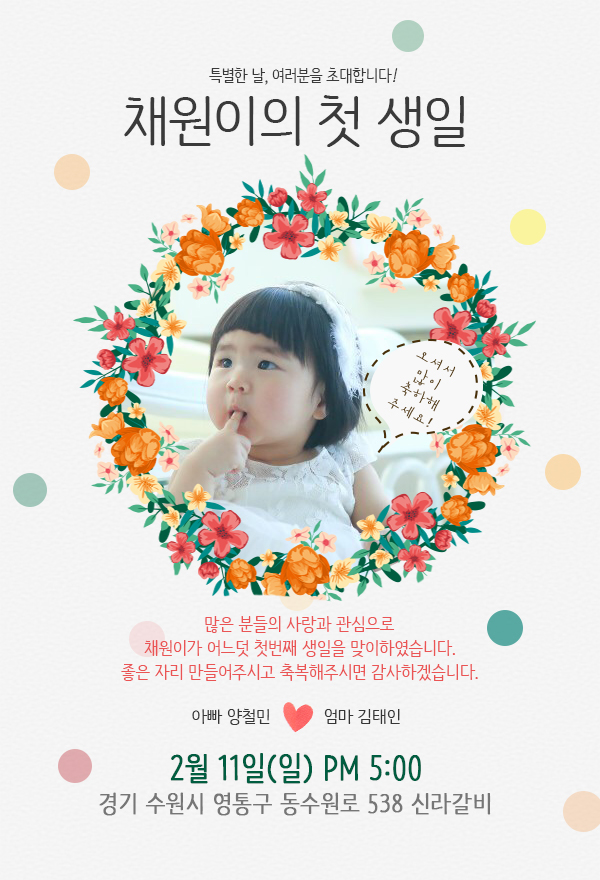 특별한 날, 여러분을 초대합니다!
채원이의 첫 생일
오셔서
많이
축하해
주세요!
많은 분들의 사랑과 관심으로
채원이가 어느덧 첫번째 생일을 맞이하였습니다.
좋은 자리 만들어주시고 축복해주시면 감사하겠습니다.
아빠 양철민 엄마 김태인
2월 11일(일) PM 5:00
경기 수원시 영통구 동수원로 538 신라갈비